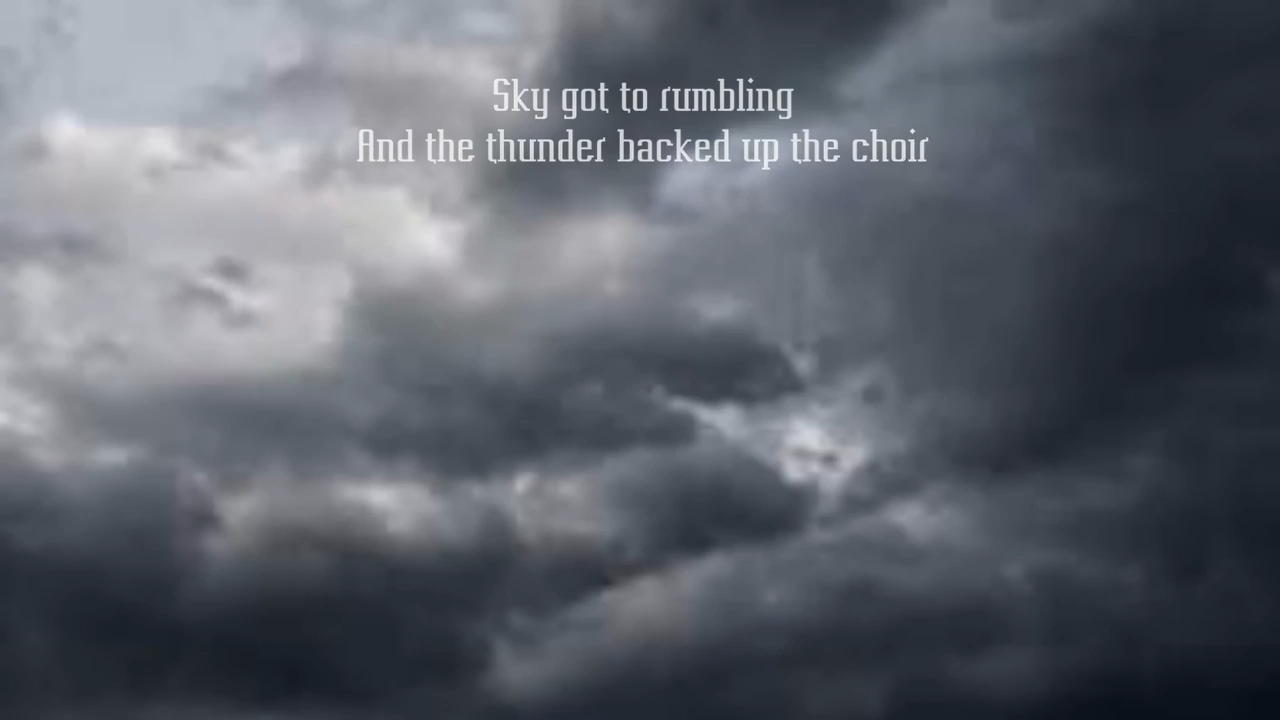 Sky got to rumbling
And the thunder backed up the choir